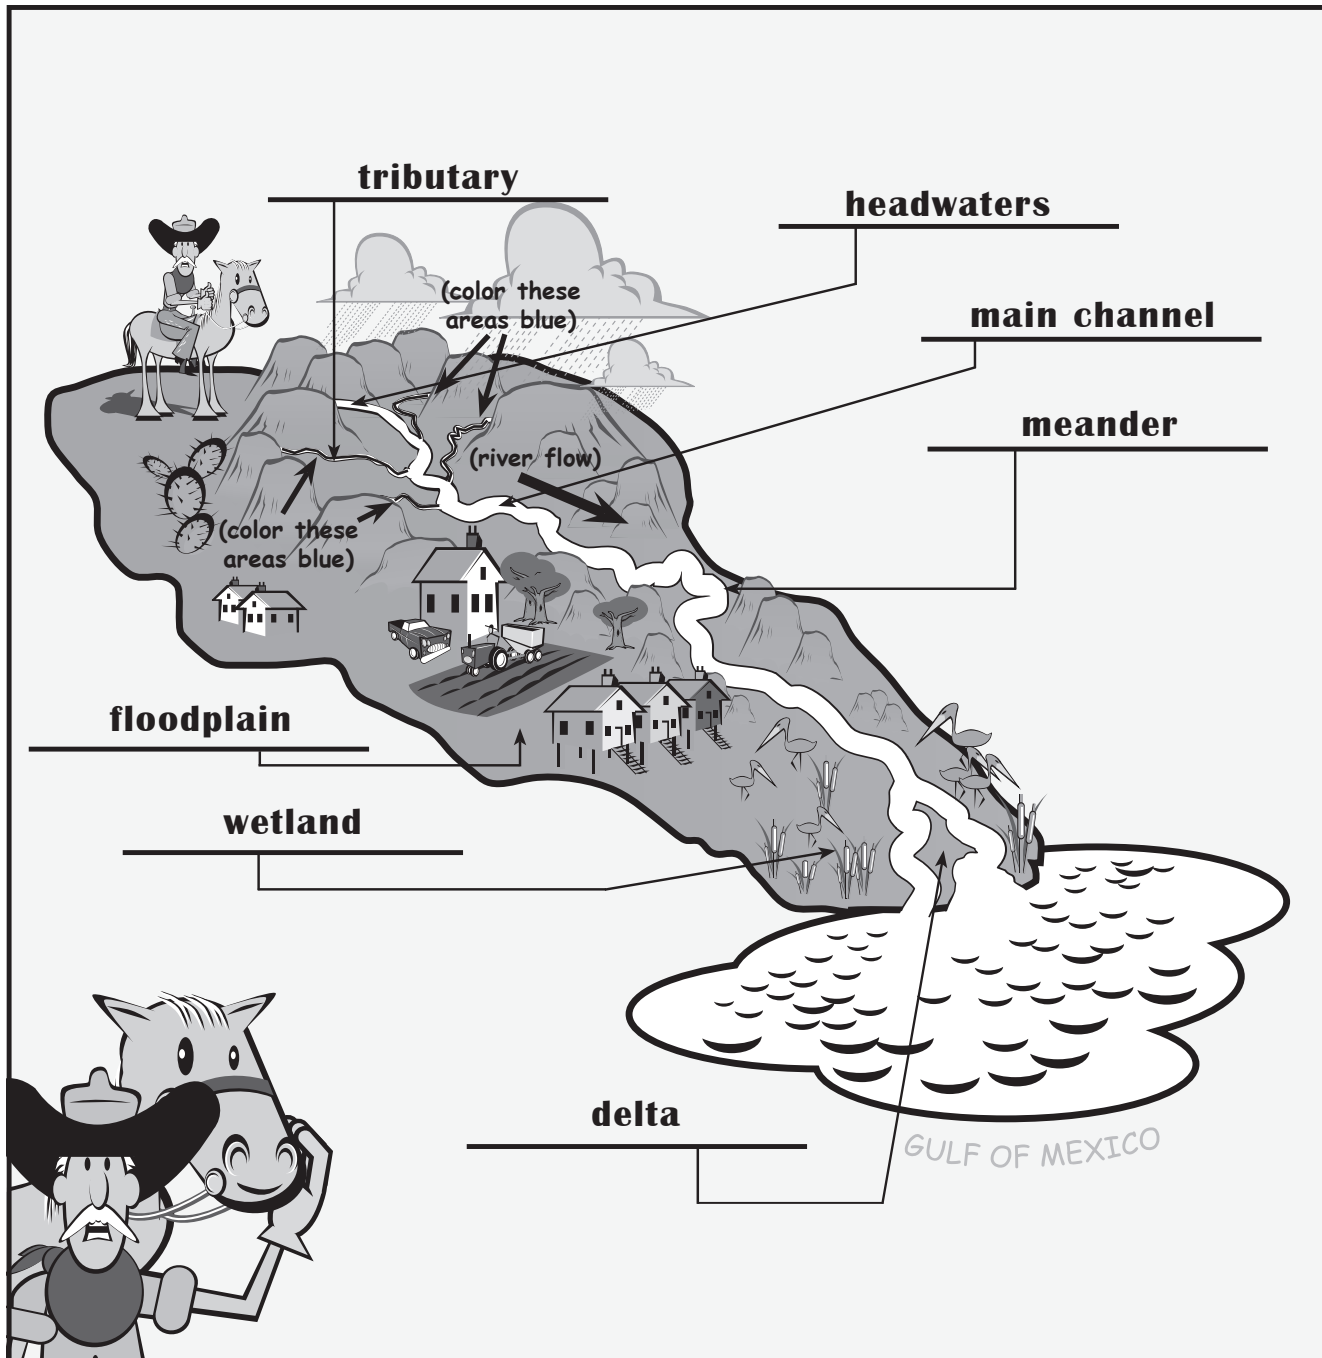 tributary
headwaters
(color these
areas blue)
main channel
meander
(river flow)
(color these
areas blue)
floodplain
wetland
delta
GULF OF MEXICO